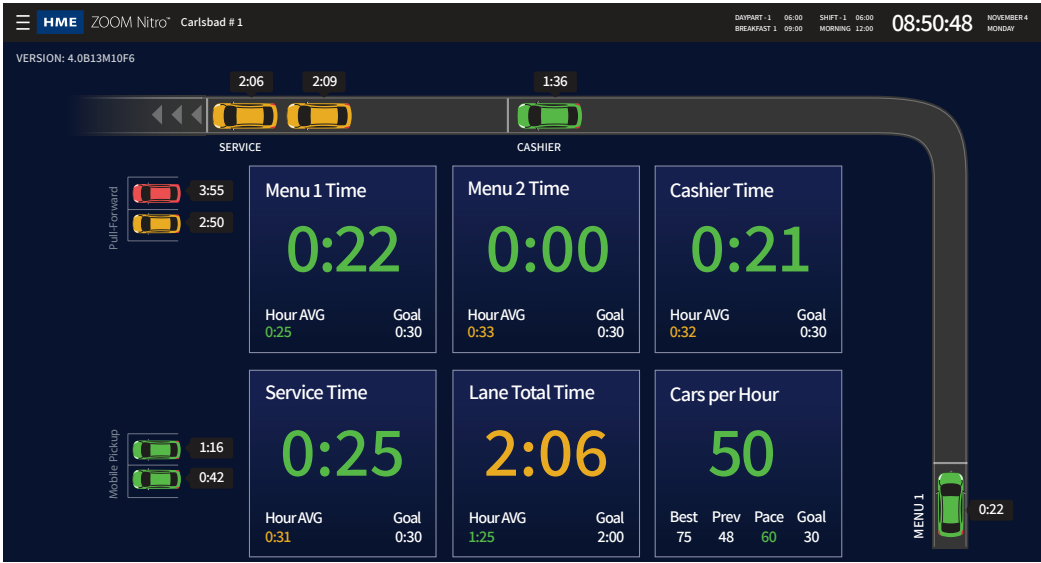 HME ZOOM Nitro™ Carlsbad # 1
DAYPART - 1 06:00 SHIFT - 1 06:00
BREAKFAST 1 09:00 MORNING 12:00
08:50:48
NOVEMBER 4
MONDAY
VERSION: 4.0B13M10F6
2:06 2:09 1:36
SERVICE CASHIER
Pull-Forward
3:55
2:50
Menu 1 Time
0:22
Hour AVG Goal
0:25 0:30
Menu 2 Time
0:00
Hour AVG Goal
0:33 0:30
Cashier Time
0:21
Hour AVG Goal
0:32 0:30
Mobile Pickup
1:16
0:42
Service Time
0:25
Hour AVG Goal
0:31 0:30
Lane Total Time
2:06
Hour AVG Goal
1:25 2:00
Cars per Hour
50
Best Prev Pace Goal
75 48 60 30
MENU 1
0:22